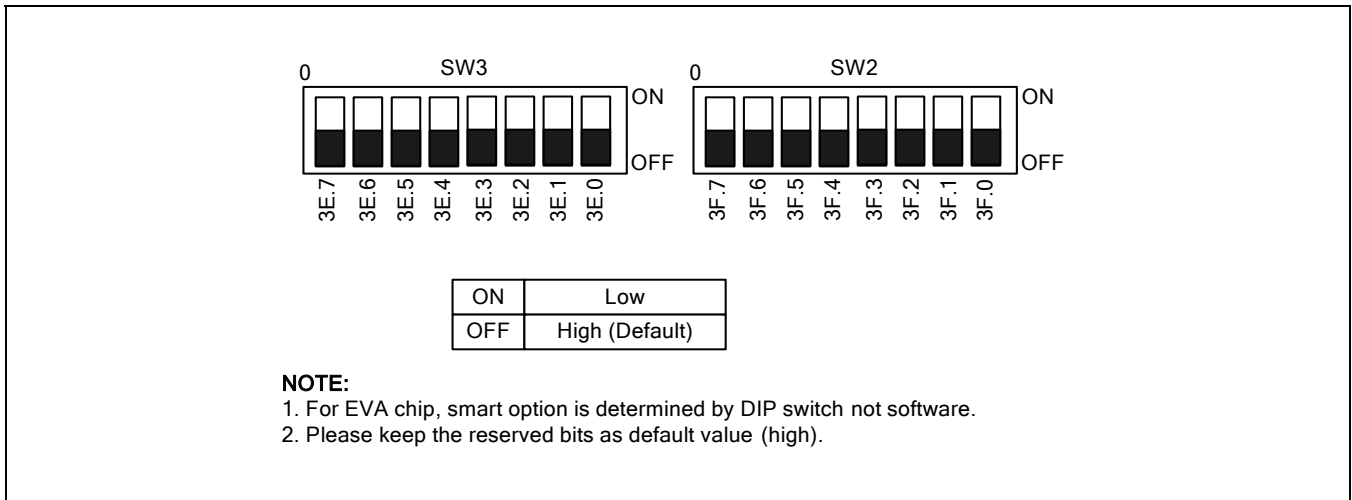 0 SW3 0 SW2
ON ON
OFF OFF
3E.7 3E.6 3E.5 3E.4 3E.3 3E.2 3E.1 3E.0 3F.7 3F.6 3F.5 3F.4 3F.3 3F.2 3F.1 3F.0
ON Low
OFF High (Default)
NOTE:
1. For EVA chip, smart option is determined by DIP switch not software.
2. Please keep the reserved bits as default value (high).